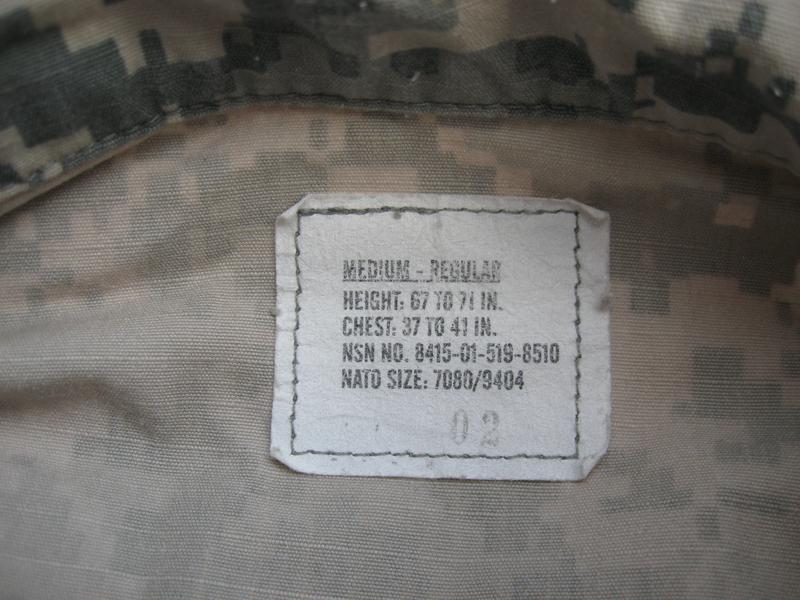 MEDIUM - REGULAR
HEIGHT: 67 TO 71 IN.
CHEST: 37 TO 41 IN.
NSN NO. 8415-01-519-8510
NATO SIZE: 7080/9404
02